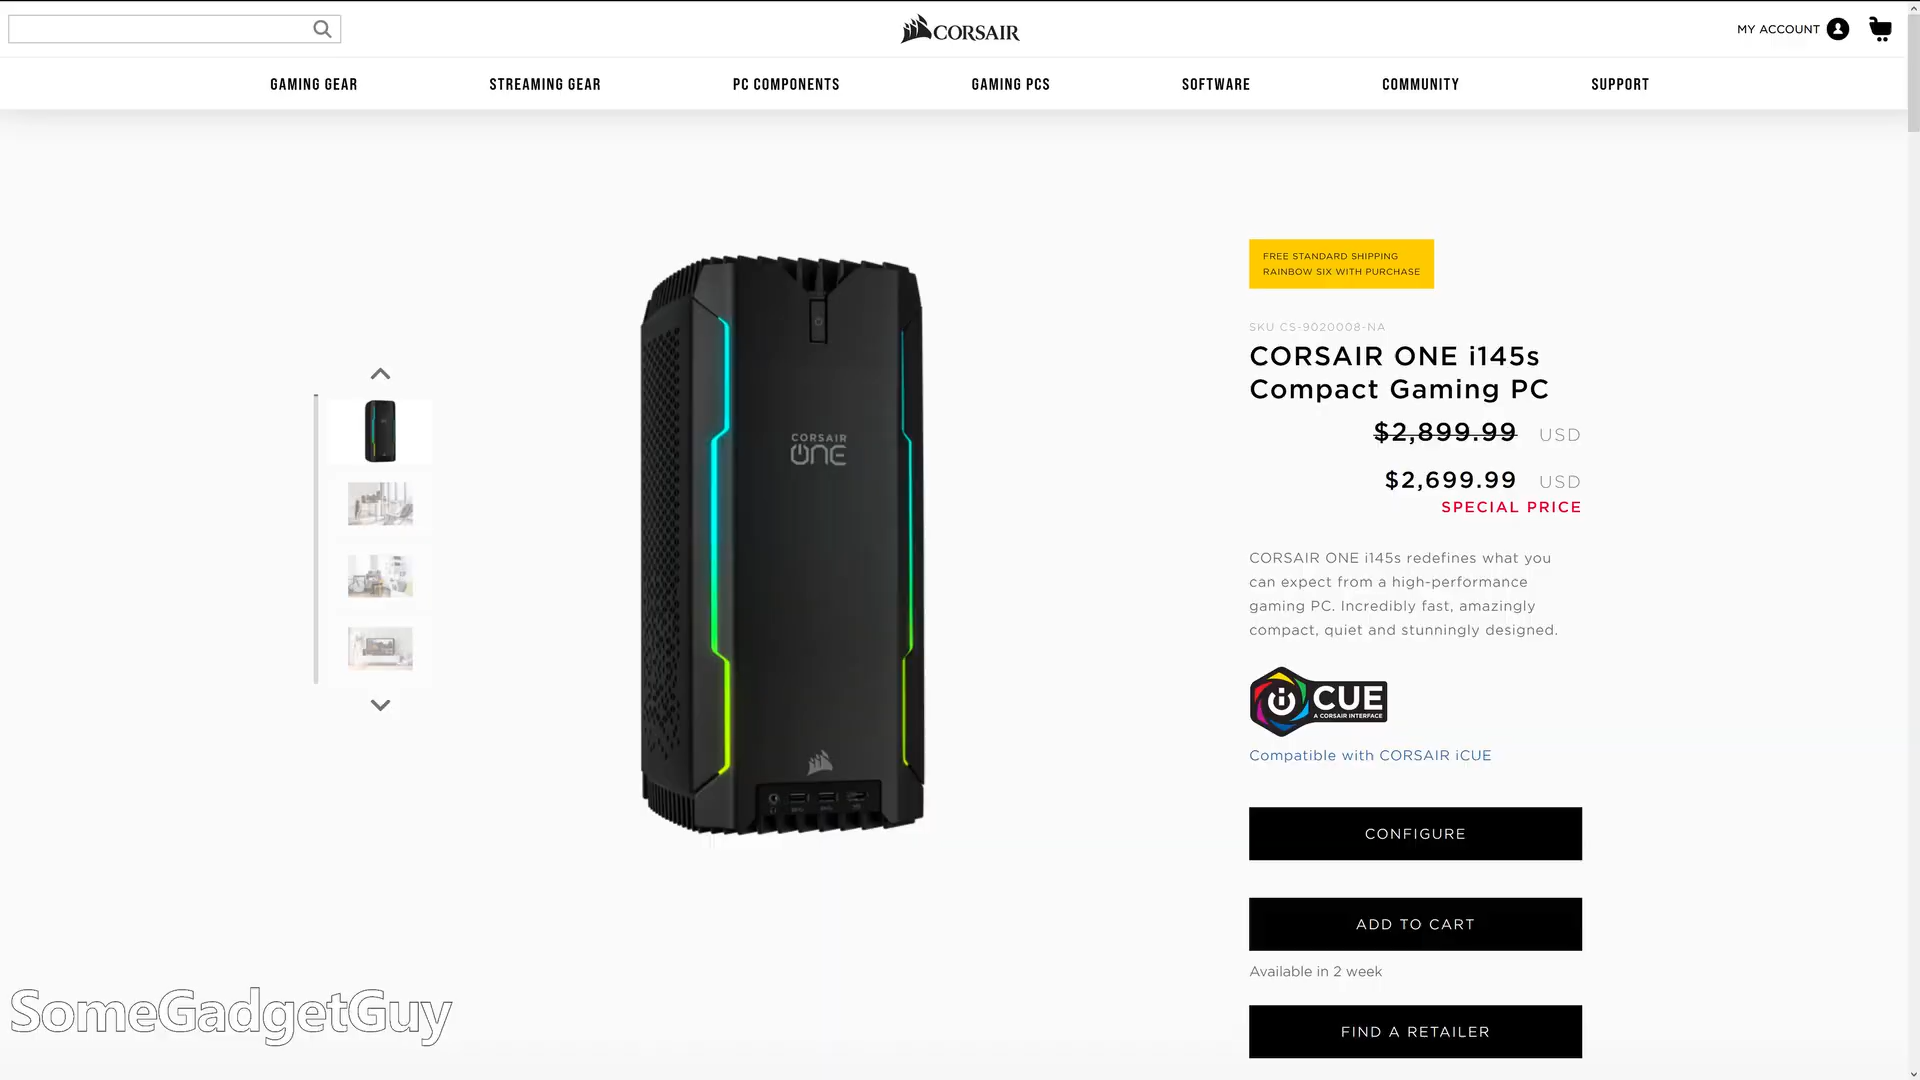 CORSAIR
MY ACCOUNT
GAMING GEAR
STREAMING GEAR
PC COMPONENTS
GAMING PCS
SOFTWARE
COMMUNITY
SUPPORT
CORSAIR
ONE
FREE STANDARD SHIPPING
RAINBOW SIX WITH PURCHASE
SKU CS-9020008-NA
CORSAIR ONE i145s
Compact Gaming PC
$2,899.99 USD
$2,699.99 USD
SPECIAL PRICE
CORSAIR ONE i145s redefines what you
can expect from a high-performance
gaming PC. Incredibly fast, amazingly
compact, quiet and stunningly designed.
iCUE
A CORSAIR INTERFACE
Compatible with CORSAIR iCUE
CONFIGURE
ADD TO CART
Available in 2 week
FIND A RETAILER
SomeGadgetGuy